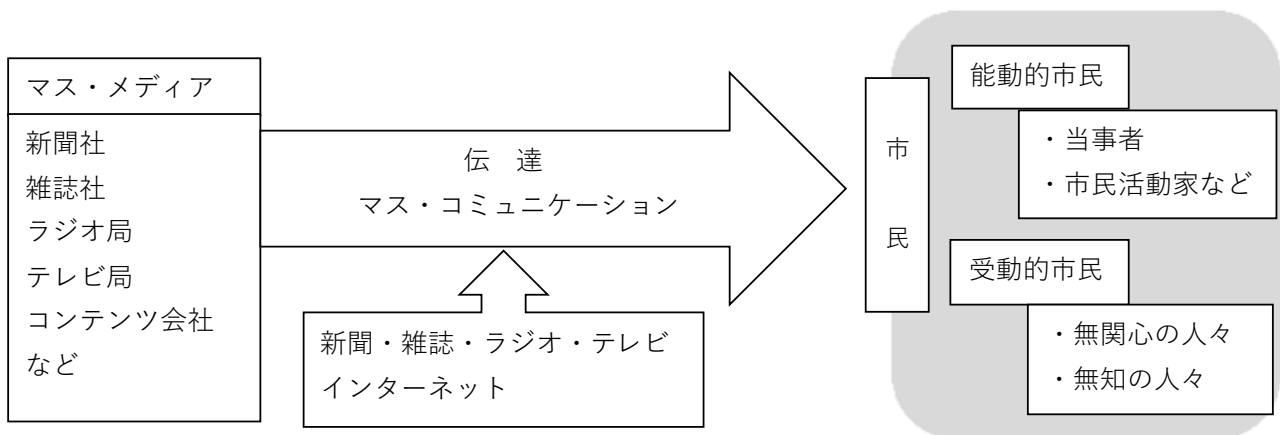 マス・メディア
新聞社
雑誌社
ラジオ局
テレビ局
コンテンツ会社
など
伝　達
マス・コミュニケーション
新聞・雑誌・ラジオ・テレビ
インターネット
市
民
能動的市民
・当事者
・市民活動家など
受動的市民
・無関心の人々
・無知の人々